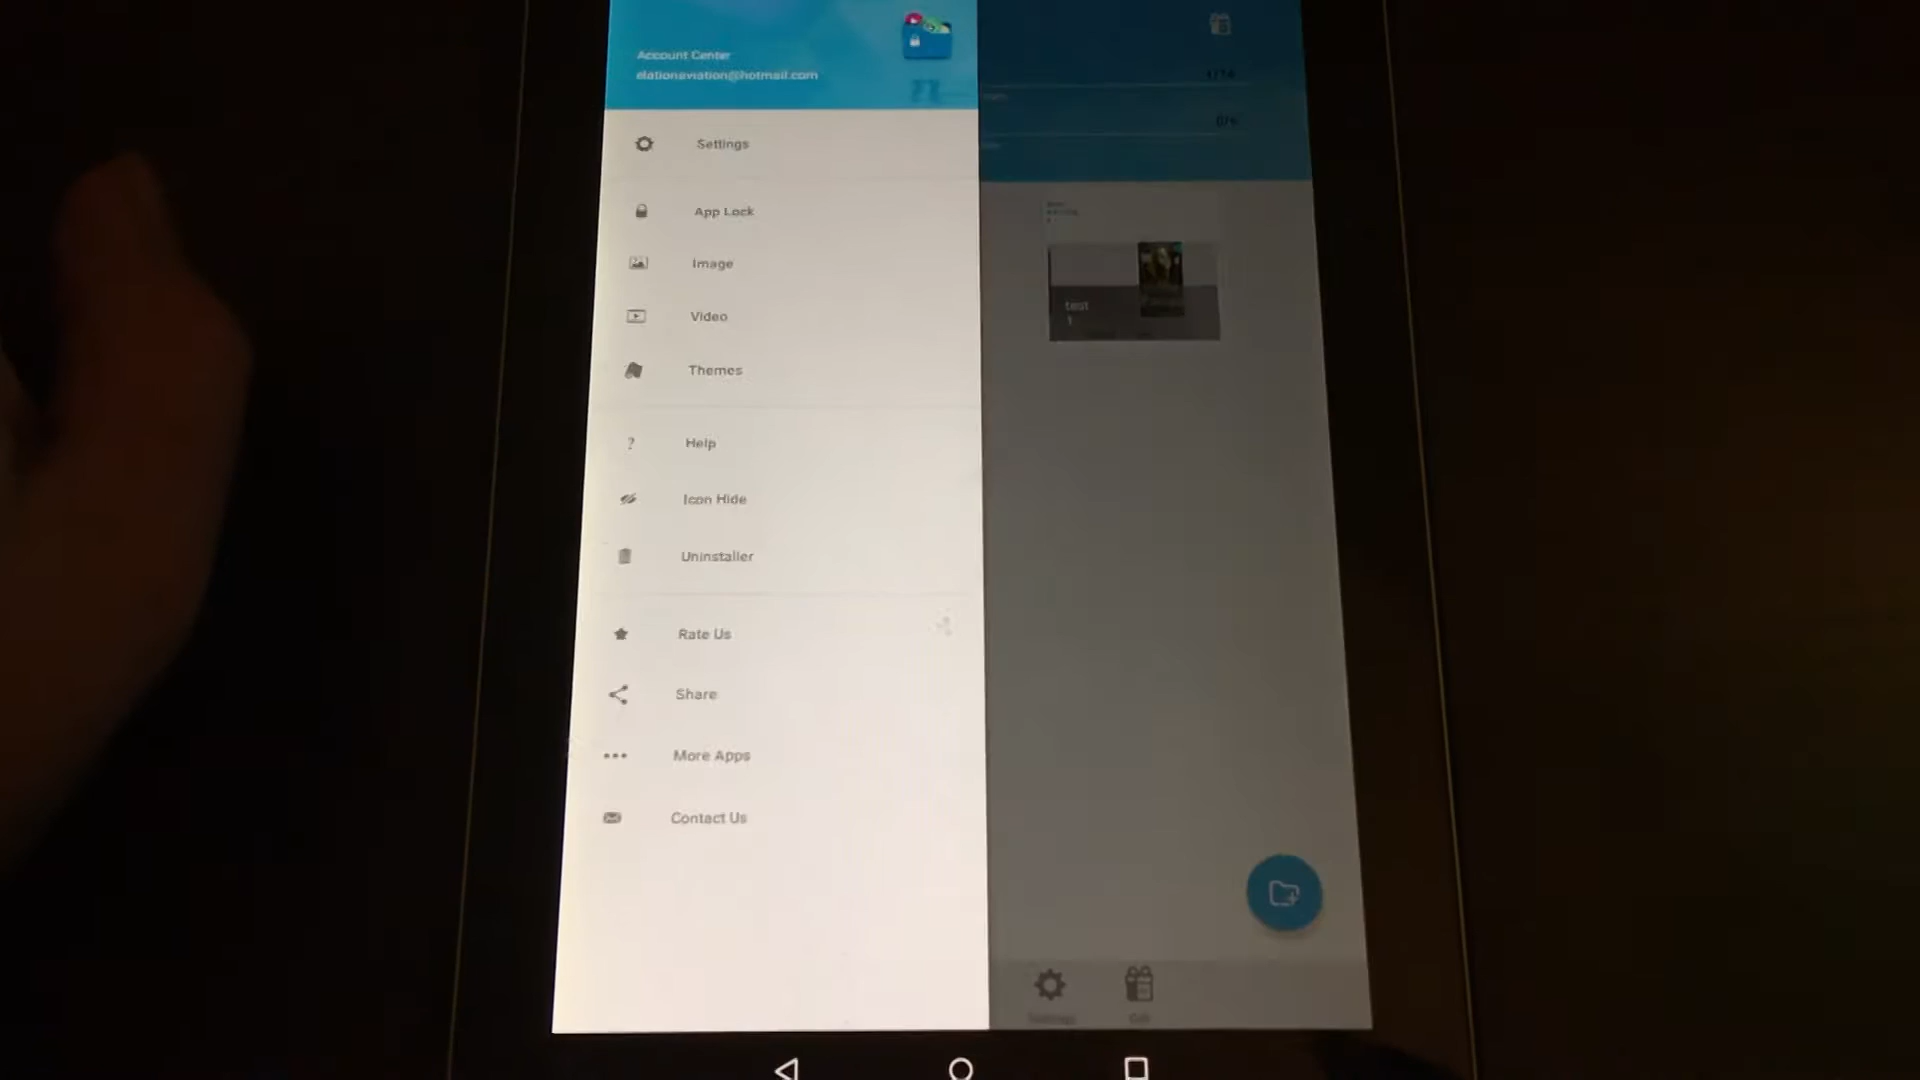 Account Center
elationaviation@hotmail.com
Settings
App Lock
Image
Video
Themes
? Help
Icon Hide
Uninstaller
Rate Us
Share
More Apps
Contact Us
test
1